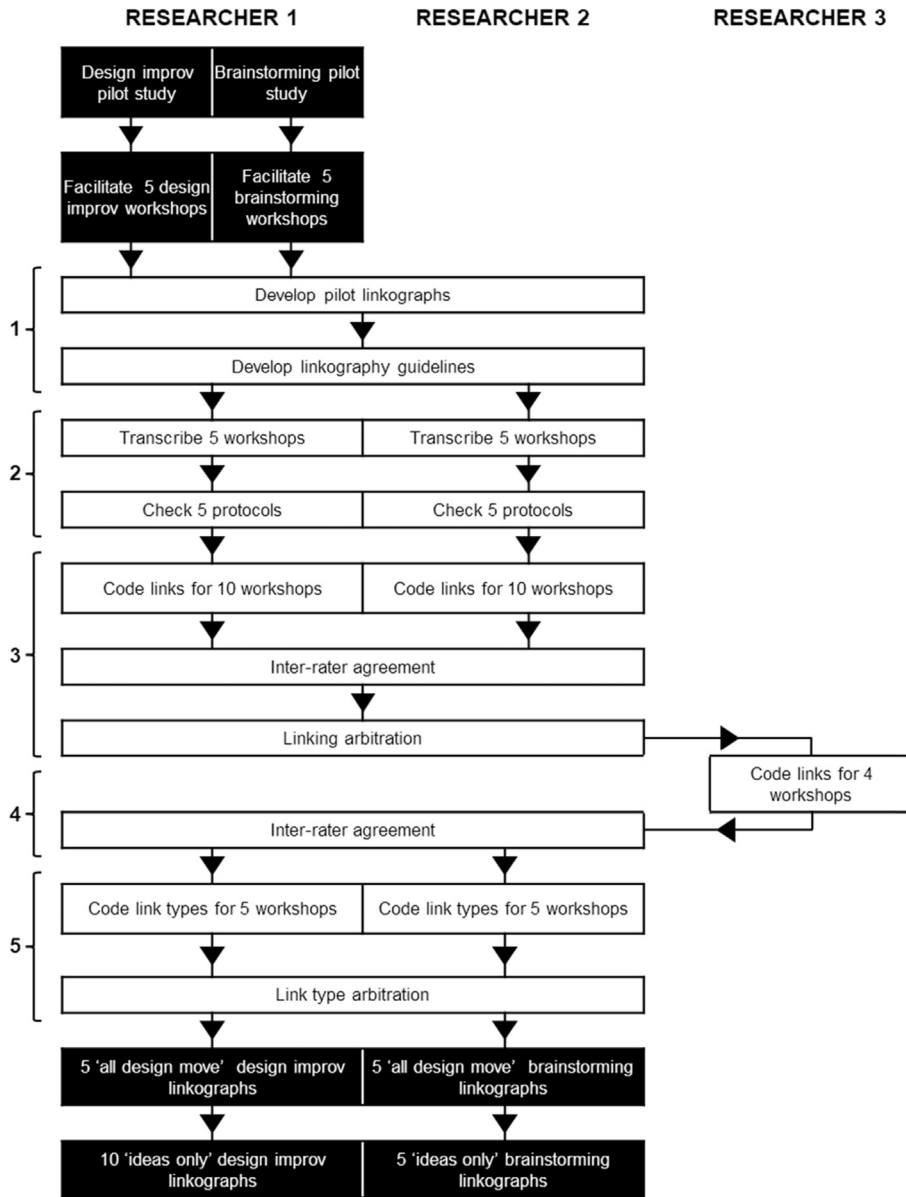 RESEARCHER 1 RESEARCHER 2 RESEARCHER 3
Design improv
pilot study
Brainstorming pilot
study
Facilitate 5 design
improv workshops
Facilitate 5
brainstorming
workshops
1
Develop pilot linkographs
Develop linkography guidelines
2
Transcribe 5 workshops
Transcribe 5 workshops
Check 5 protocols
Check 5 protocols
3
Code links for 10 workshops
Code links for 10 workshops
Inter-rater agreement
Linking arbitration
Code links for 4
workshops
4
Inter-rater agreement
5
Code link types for 5 workshops
Code link types for 5 workshops
Link type arbitration
5 ‘all design move’ design improv
linkographs
5 ‘all design move’ brainstorming
linkographs
10 ‘ideas only’ design improv
linkographs
5 ‘ideas only’ brainstorming
linkographs